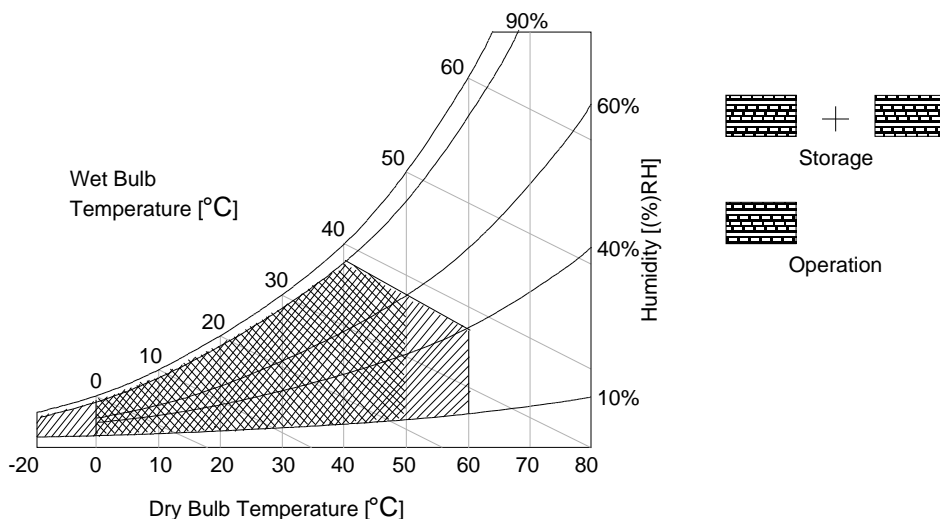 90%
60
60%
50
Wet Bulb
Temperature [°C]
Storage
40
40%
Humidity [(%)RH]
Operation
30
20
10
0
10%
-20 0 10 20 30 40 50 60 70 80
Dry Bulb Temperature [°C]